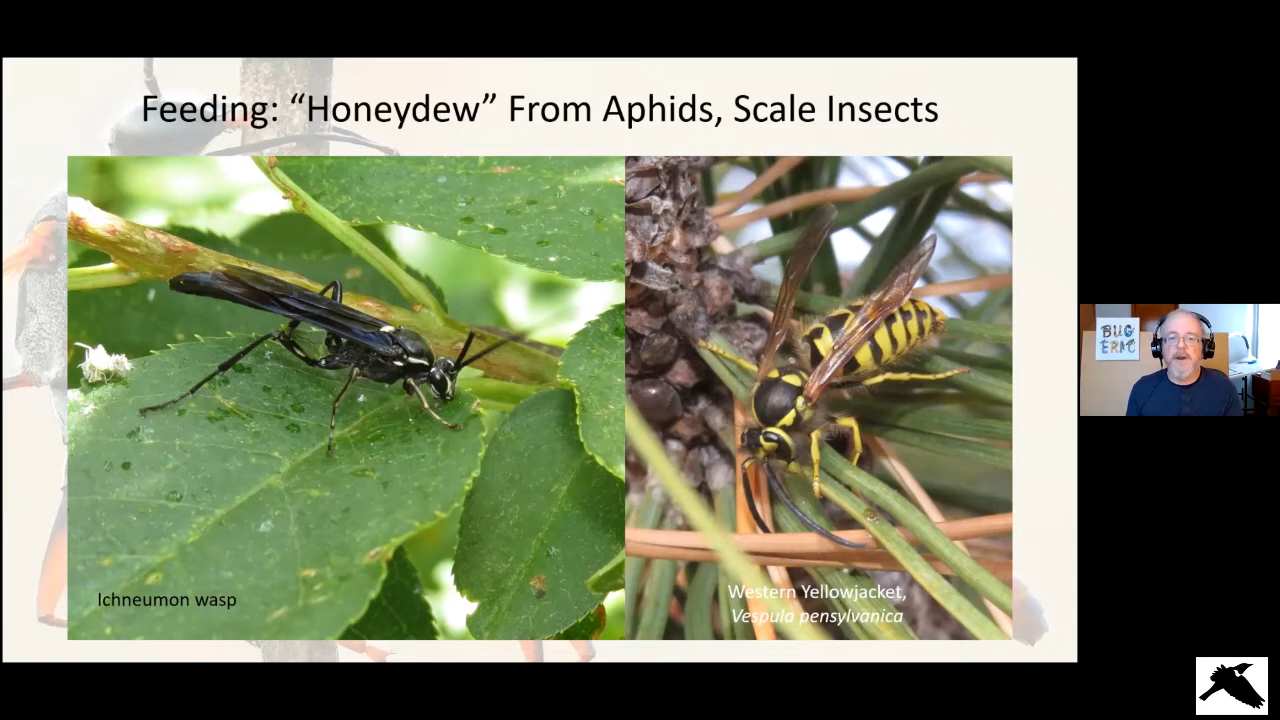 Feeding: “Honeydew” From Aphids, Scale Insects
Ichneumon wasp
Western Yellowjacket,
Vespula pensylvanica
BUG
ERIC